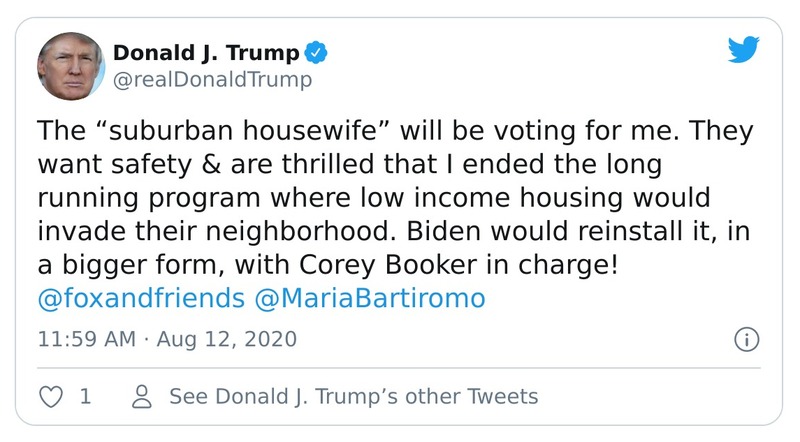 Donald J. Trump
@realDonaldTrump
The “suburban housewife” will be voting for me. They
want safety & are thrilled that I ended the long
running program where low income housing would
invade their neighborhood. Biden would reinstall it, in
a bigger form, with Corey Booker in charge!
@foxandfriends @MariaBartiromo
11:59 AM · Aug 12, 2020
1 See Donald J. Trump’s other Tweets